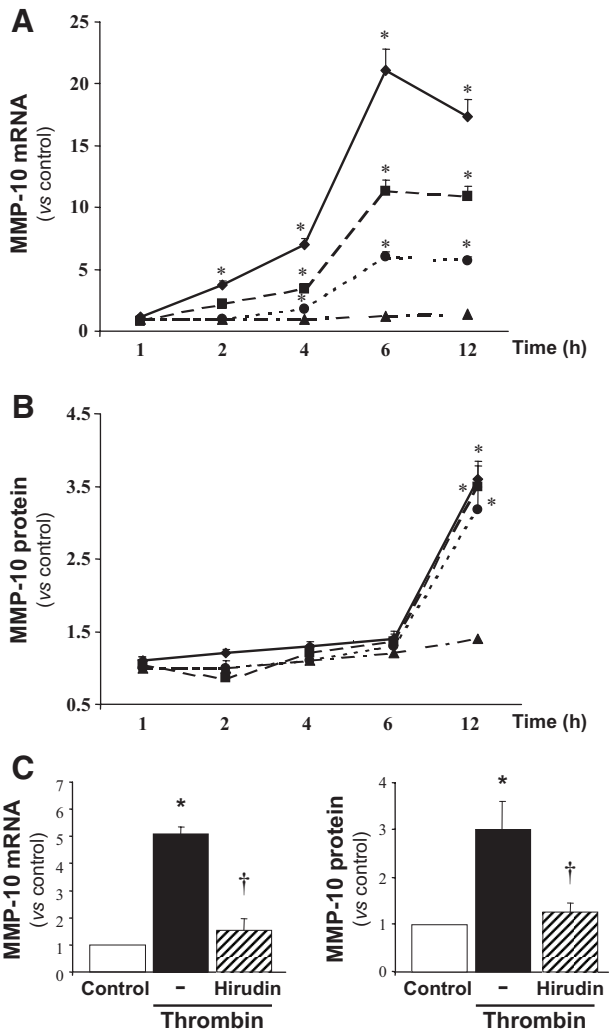 A
MMP-10 mRNA
(vs control)
25
20
15
10
5
0
* * * * * * * * *
1 2 4 6 12 Time (h)
B
MMP-10 protein
(vs control)
4.5
3.5
2.5
1.5
0.5
* * *
1 2 4 6 12 Time (h)
C
MMP-10 mRNA
(vs control)
7
6
5
4
3
2
1
0
*
†
Control - Hirudin
Thrombin
MMP-10 protein
(vs control)
4
3
2
1
0
*
†
Control - Hirudin
Thrombin